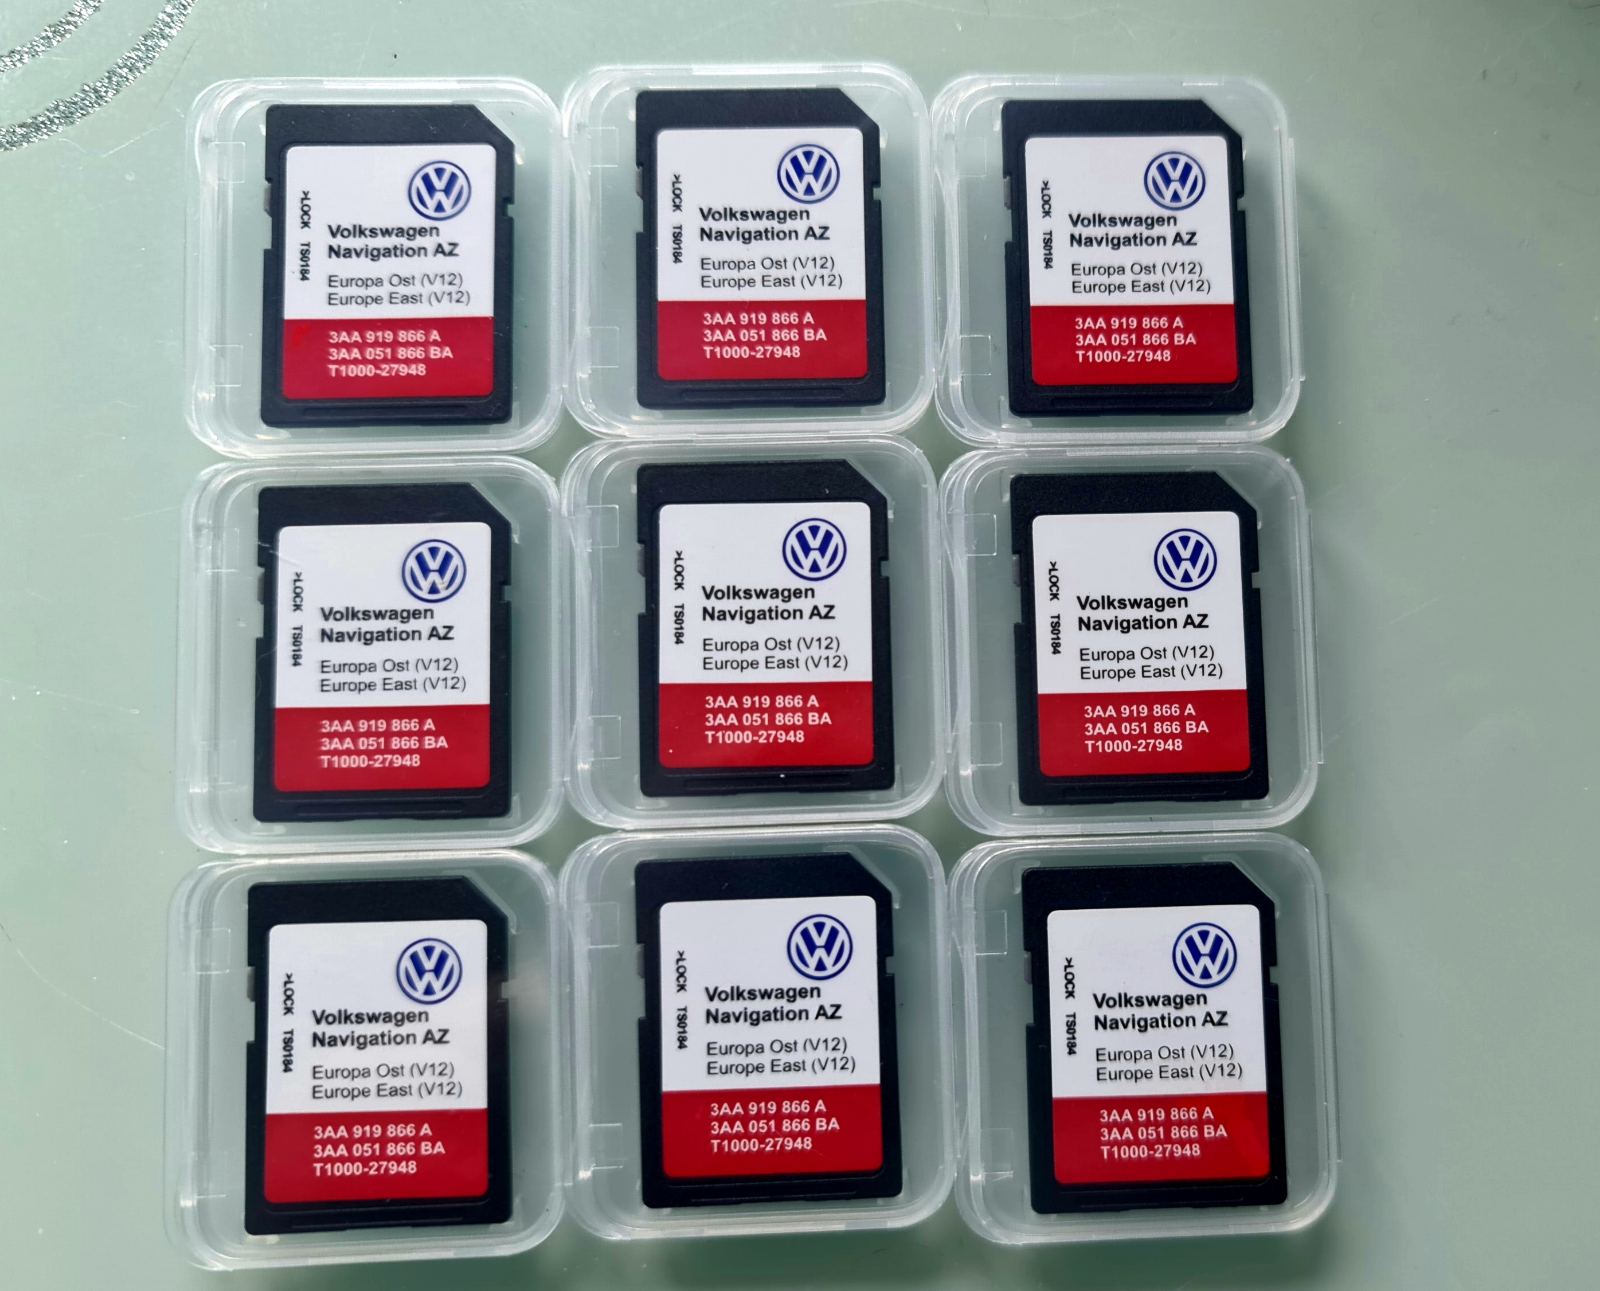 >LOCK TS0184
Volkswagen
Navigation AZ
Europa Ost (V12)
Europe East (V12)
3AA 919 866 A
3AA 051 866 BA
T1000-27948
>LOCK TS0184
Volkswagen
Navigation AZ
Europa Ost (V12)
Europe East (V12)
3AA 919 866 A
3AA 051 866 BA
T1000-27948
>LOCK TS0184
Volkswagen
Navigation AZ
Europa Ost (V12)
Europe East (V12)
3AA 919 866 A
3AA 051 866 BA
T1000-27948
>LOCK TS0184
Volkswagen
Navigation AZ
Europa Ost (V12)
Europe East (V12)
3AA 919 866 A
3AA 051 866 BA
T1000-27948
>LOCK TS0184
Volkswagen
Navigation AZ
Europa Ost (V12)
Europe East (V12)
3AA 919 866 A
3AA 051 866 BA
T1000-27948
>LOCK TS0184
Volkswagen
Navigation AZ
Europa Ost (V12)
Europe East (V12)
3AA 919 866 A
3AA 051 866 BA
T1000-27948
>LOCK TS0184
Volkswagen
Navigation AZ
Europa Ost (V12)
Europe East (V12)
3AA 919 866 A
3AA 051 866 BA
T1000-27948
>LOCK TS0184
Volkswagen
Navigation AZ
Europa Ost (V12)
Europe East (V12)
3AA 919 866 A
3AA 051 866 BA
T1000-27948
>LOCK TS0184
Volkswagen
Navigation AZ
Europa Ost (V12)
Europe East (V12)
3AA 919 866 A
3AA 051 866 BA
T1000-27948